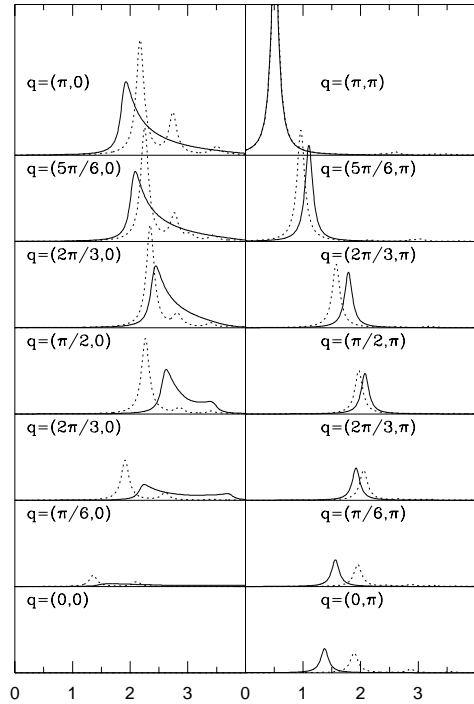 q=(π,0) q=(π,π)
q=(5π/6,0) q=(5π/6,π)
q=(2π/3,0) q=(2π/3,π)
q=(π/2,0) q=(π/2,π)
q=(2π/3,0) q=(2π/3,π)
q=(π/6,0) q=(π/6,π)
q=(0,0) q=(0,π)
0 1 2 3 0 1 2 3